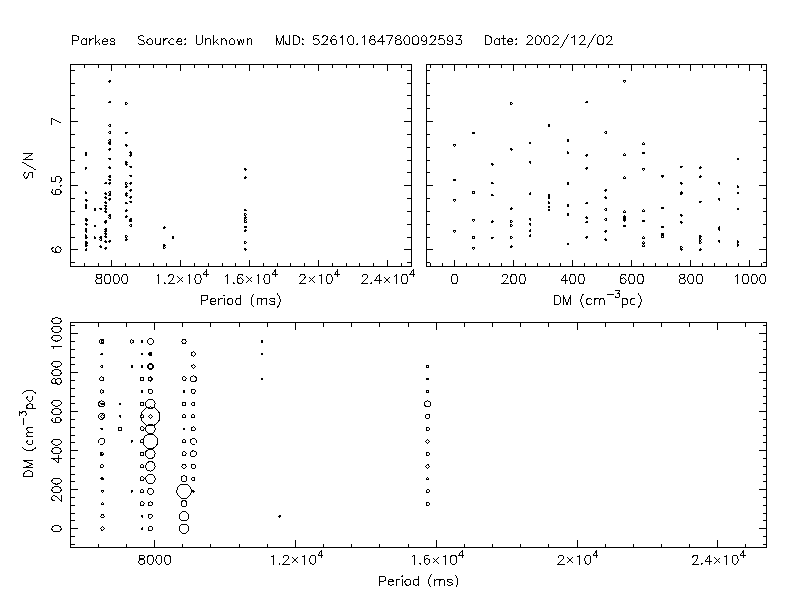 Parkes Source: Unknown MJD: 52610.164780092593 Date: 2002/12/02
S/N
7
6.5
6
8000 1.2×10⁴ 1.6×10⁴ 2×10⁴ 2.4×10⁴
Period (ms)
0 200 400 600 800 1000
DM (cm⁻³pc)
DM (cm⁻³pc)
1000
800
600
400
200
0
8000 1.2×10⁴ 1.6×10⁴ 2×10⁴ 2.4×10⁴
Period (ms)